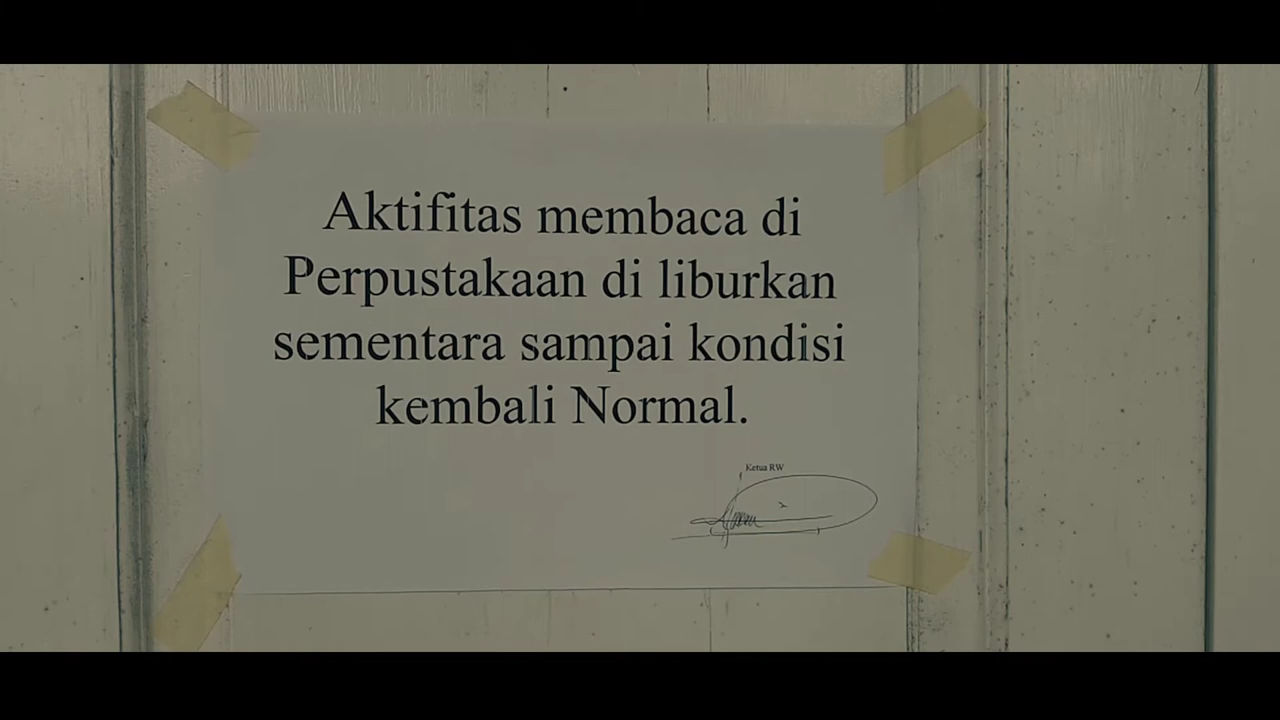 Aktifitas membaca di
Perpustakaan di liburkan
sementara sampai kondisi
kembali Normal.
Ketua RW